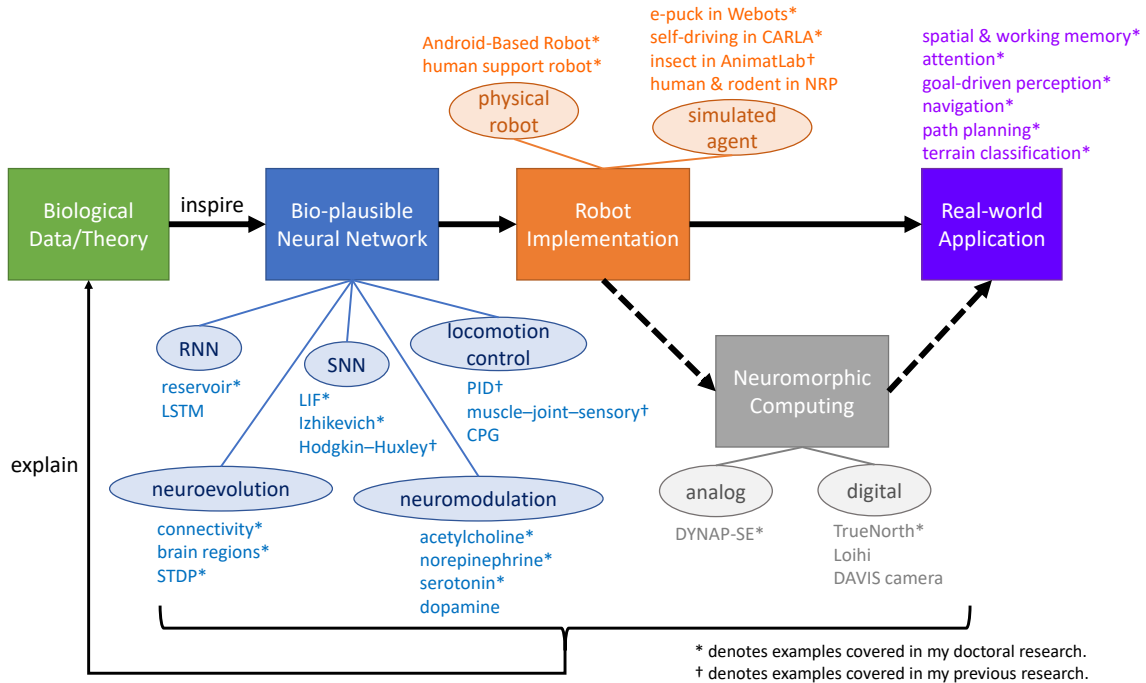 e-puck in Webots*
self-driving in CARLA*
insect in AnimatLab†
human & rodent in NRP
Android-Based Robot*
human support robot*
physical
robot
simulated
agent
spatial & working memory*
attention*
goal-driven perception*
navigation*
path planning*
terrain classification*
Biological
Data/Theory
inspire
Bio-plausible
Neural Network
Robot
Implementation
Real-world
Application
RNN
reservoir*
LSTM
SNN
LIF*
Izhikevich*
Hodgkin–Huxley†
locomotion
control
PID†
muscle–joint–sensory†
CPG
Neuromorphic
Computing
explain
neuroevolution
connectivity*
brain regions*
STDP*
neuromodulation
acetylcholine*
norepinephrine*
serotonin*
dopamine
analog
DYNAP-SE*
digital
TrueNorth*
Loihi
DAVIS camera
* denotes examples covered in my doctoral research.
† denotes examples covered in my previous research.